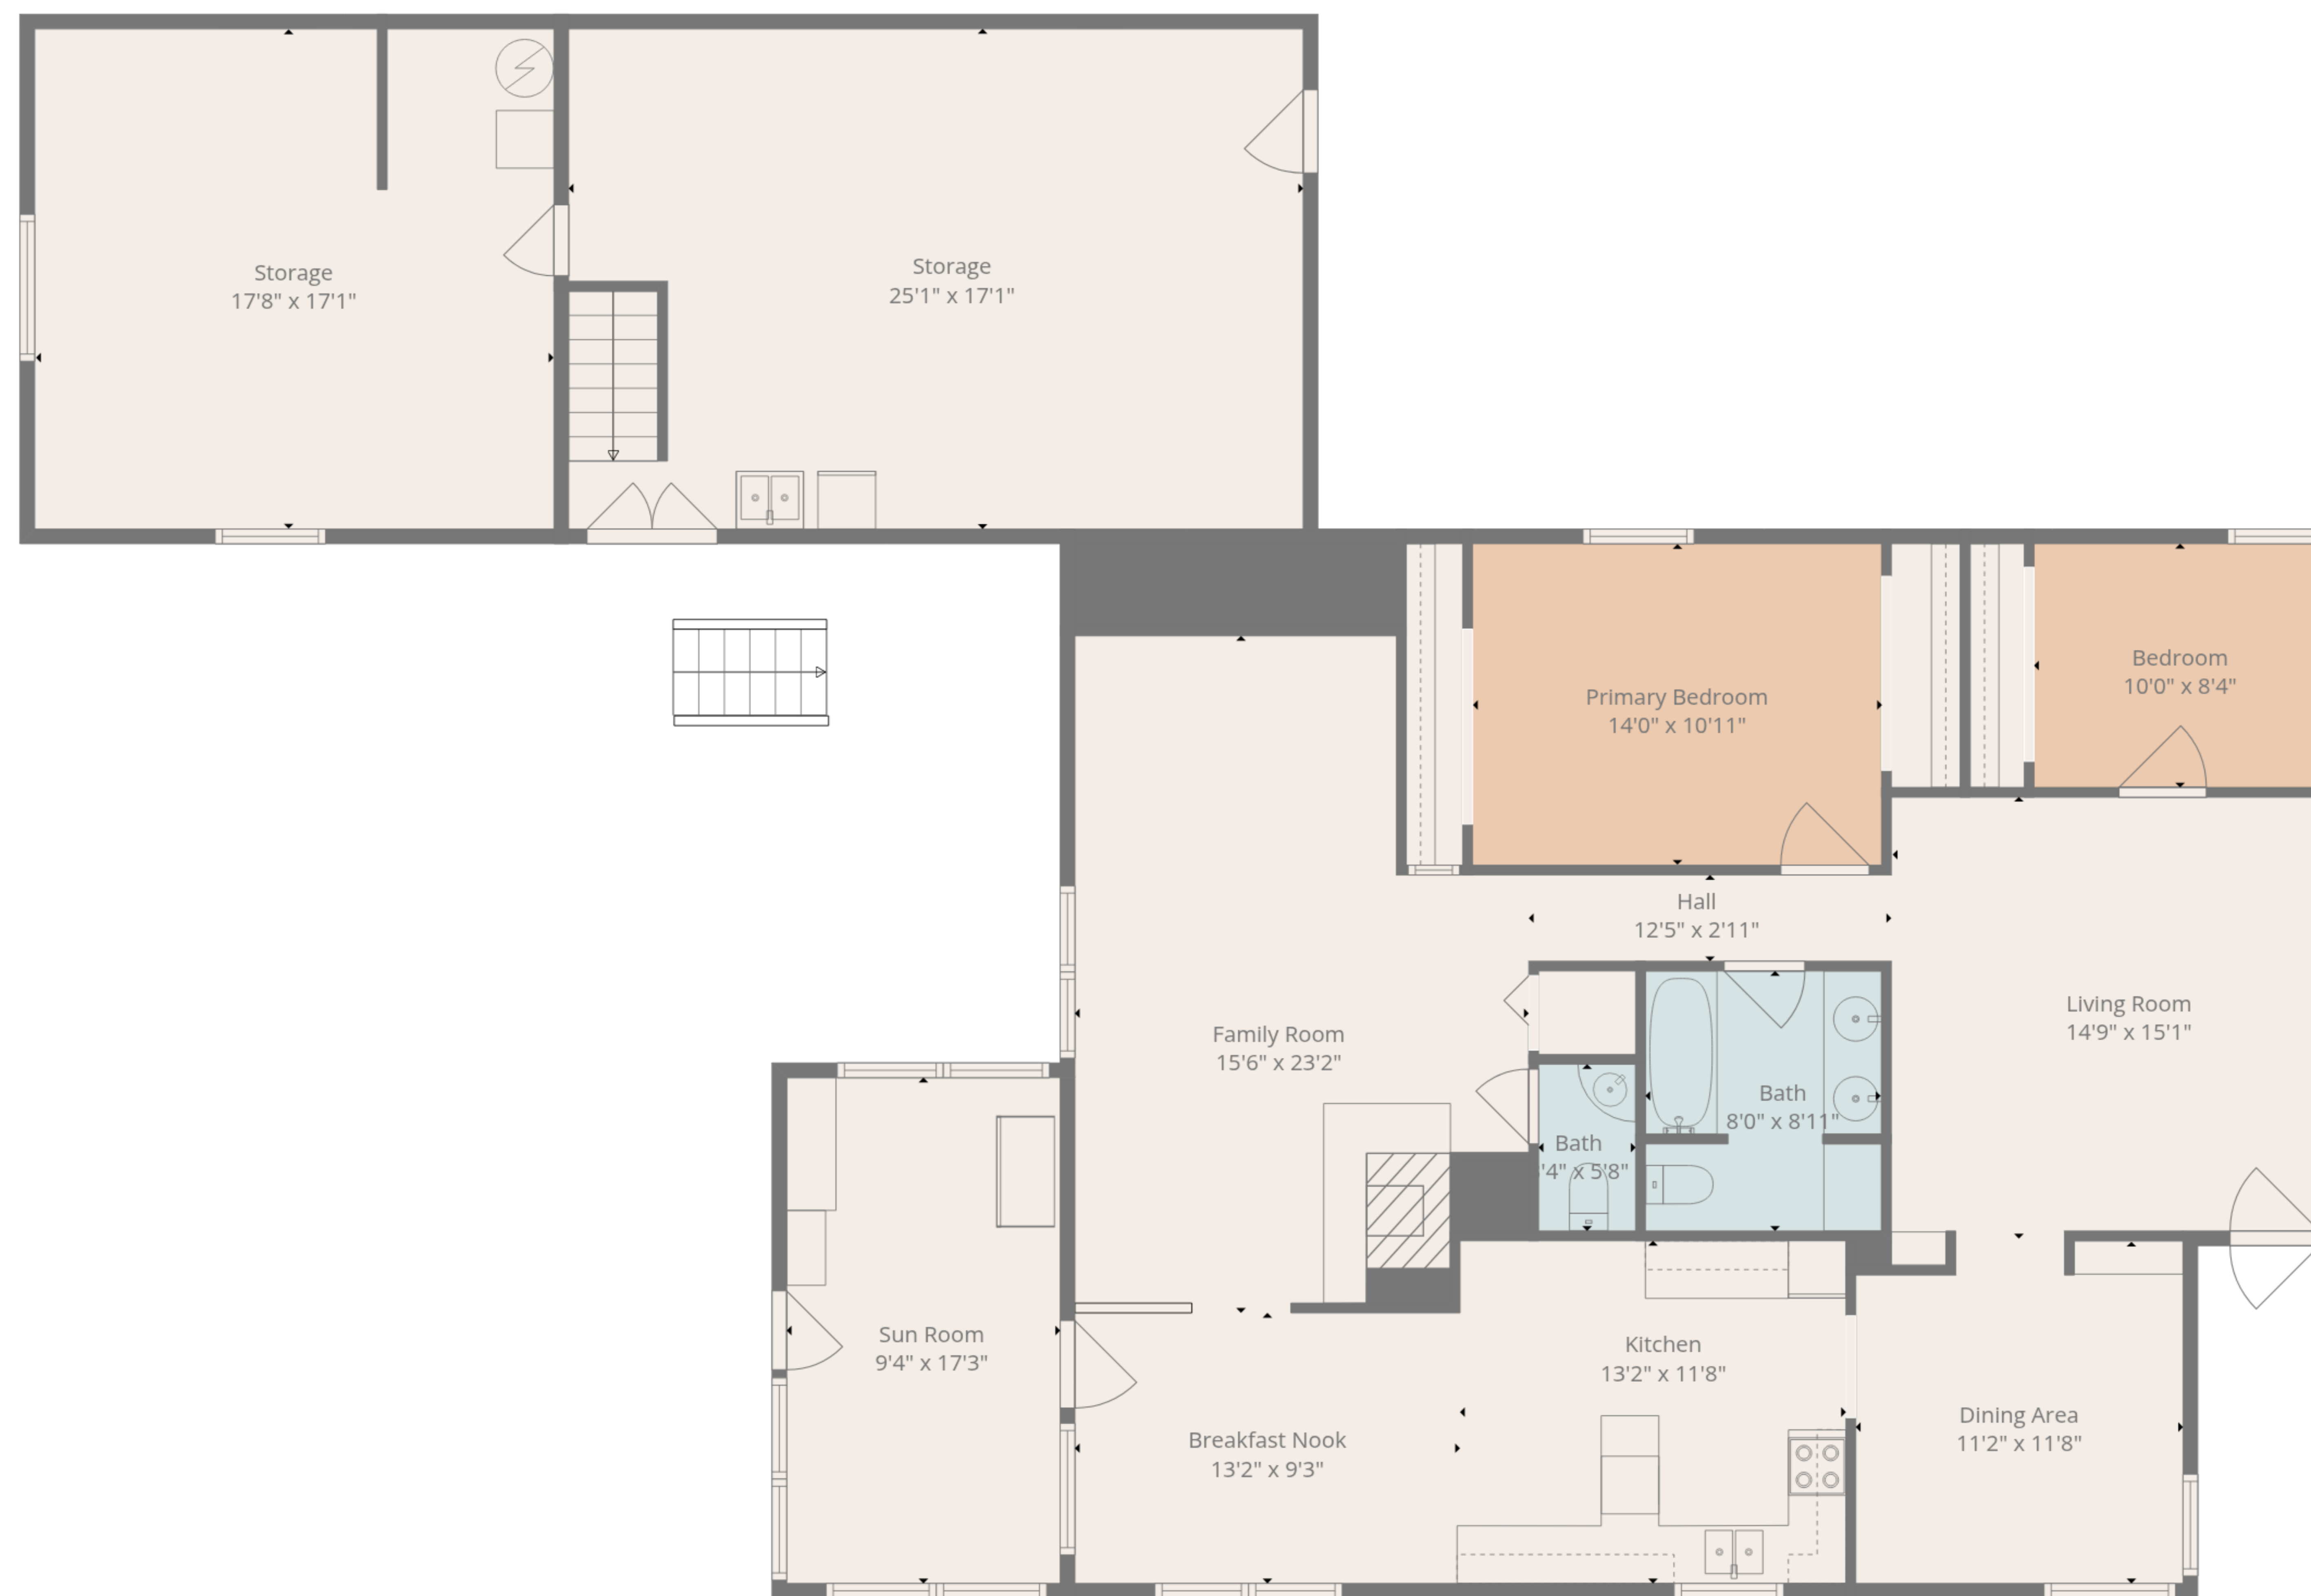 Storage
17'8" x 17'1"
Storage
25'1" x 17'1"
Primary Bedroom
14'0" x 10'11"
Bedroom
10'0" x 8'4"
Hall
12'5" x 2'11"
Family Room
15'6" x 23'2"
Living Room
14'9" x 15'1"
Bath
8'0" x 8'11"
Bath
'4" x 5'8"
Sun Room
9'4" x 17'3"
Kitchen
13'2" x 11'8"
Breakfast Nook
13'2" x 9'3"
Dining Area
11'2" x 11'8"